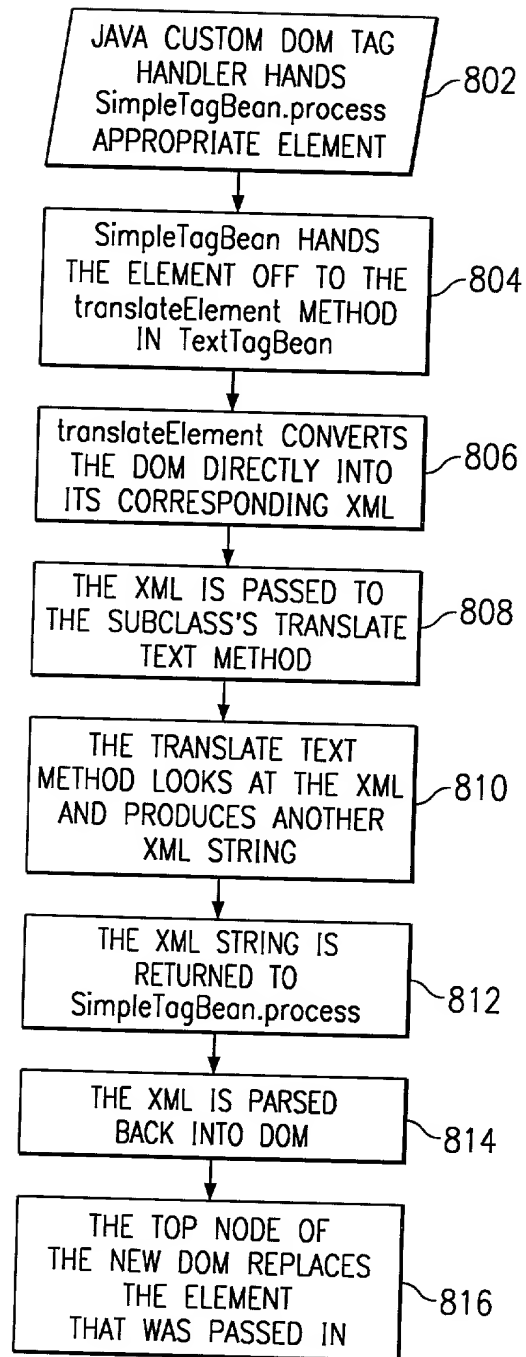 JAVA CUSTOM DOM TAG
HANDLER HANDS
SimpleTagBean.process
APPROPRIATE ELEMENT
802
SimpleTagBean HANDS
THE ELEMENT OFF TO THE
translateElement METHOD
IN TextTagBean
804
translateElement CONVERTS
THE DOM DIRECTLY INTO
ITS CORRESPONDING XML
806
THE XML IS PASSED TO
THE SUBCLASS'S TRANSLATE
TEXT METHOD
808
THE TRANSLATE TEXT
METHOD LOOKS AT THE XML
AND PRODUCES ANOTHER
XML STRING
810
THE XML STRING IS
RETURNED TO
SimpleTagBean.process
812
THE XML IS PARSED
BACK INTO DOM
814
THE TOP NODE OF
THE NEW DOM REPLACES
THE ELEMENT
THAT WAS PASSED IN
816